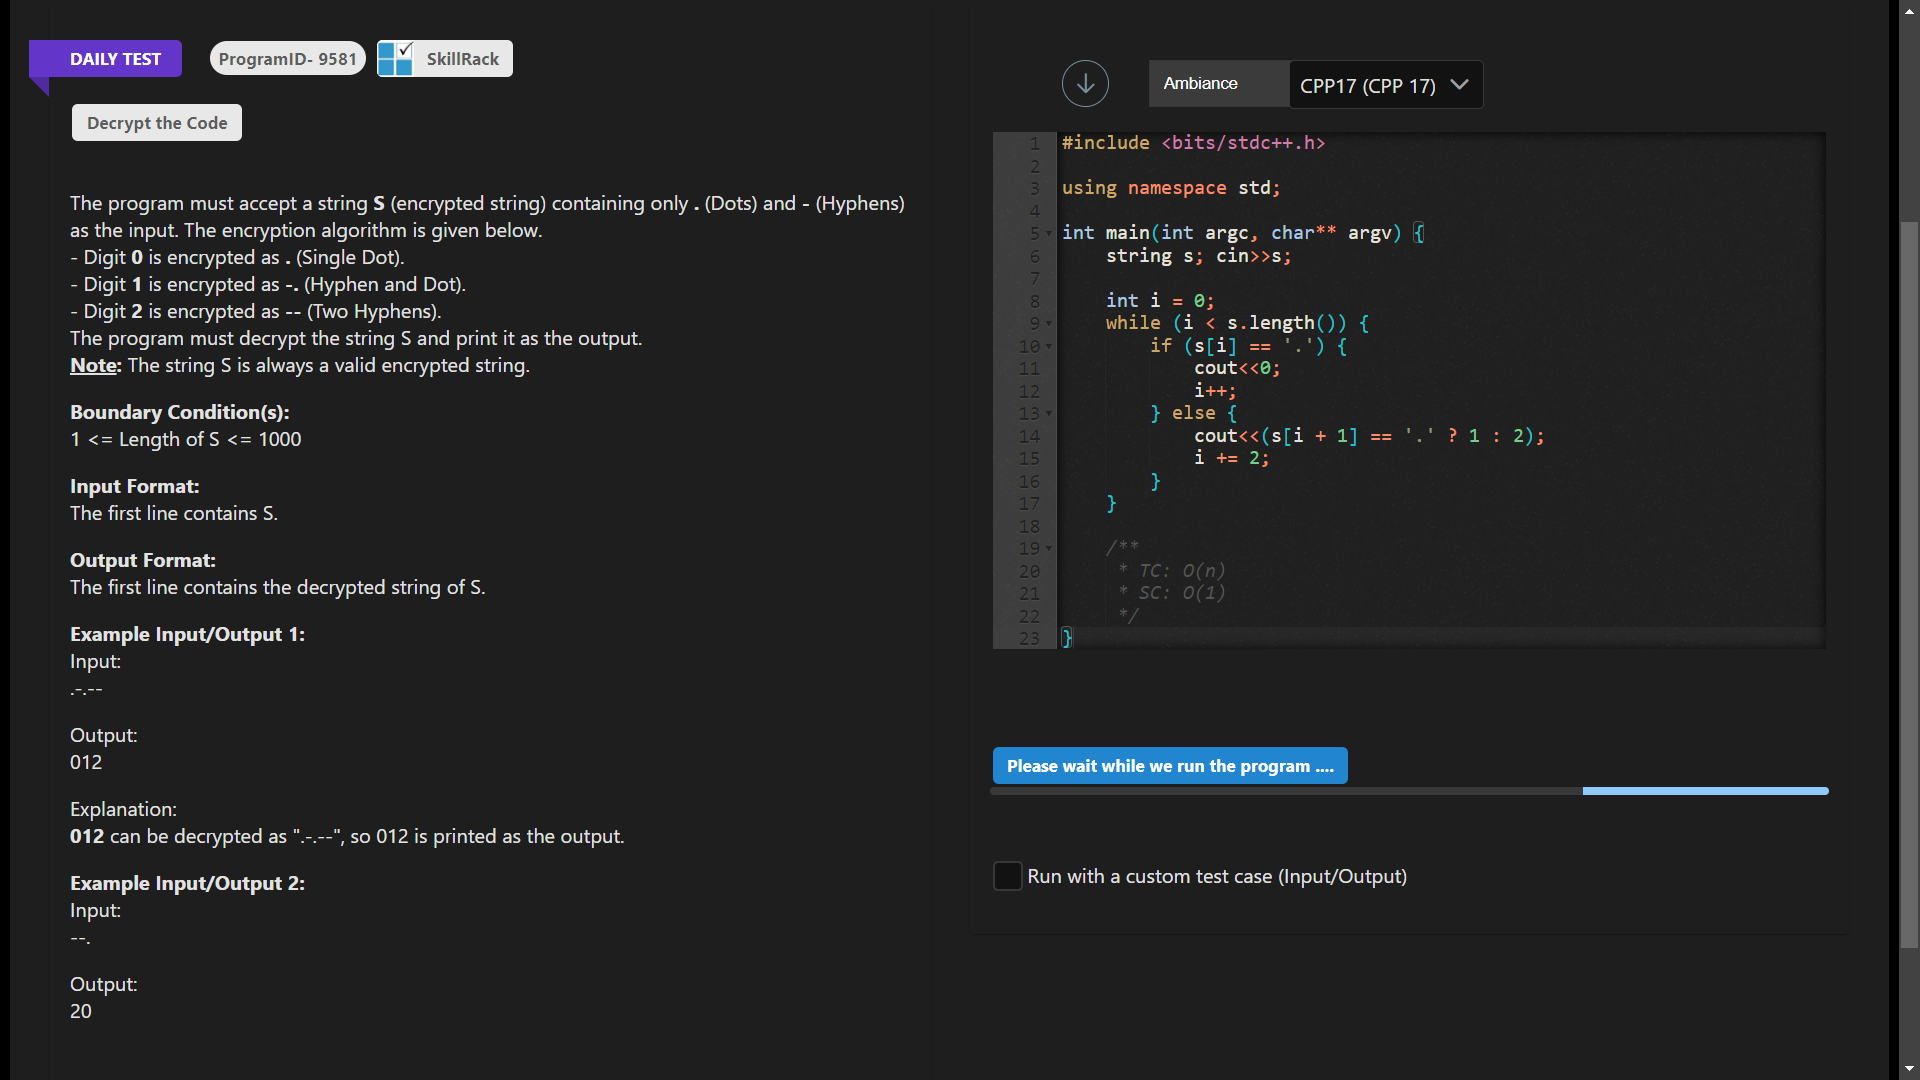 DAILY TEST
ProgramID- 9581
SkillRack
Decrypt the Code
The program must accept a string S (encrypted string) containing only . (Dots) and - (Hyphens)
as the input. The encryption algorithm is given below.
- Digit 0 is encrypted as . (Single Dot).
- Digit 1 is encrypted as -. (Hyphen and Dot).
- Digit 2 is encrypted as -- (Two Hyphens).
The program must decrypt the string S and print it as the output.
Note: The string S is always a valid encrypted string.
Boundary Condition(s):
1 <= Length of S <= 1000
Input Format:
The first line contains S.
Output Format:
The first line contains the decrypted string of S.
Example Input/Output 1:
Input:
.-.--
Output:
012
Explanation:
012 can be decrypted as ".-.--", so 012 is printed as the output.
Example Input/Output 2:
Input:
--.
Output:
20
Ambiance
CPP17 (CPP 17)
1 #include <bits/stdc++.h>
2
3 using namespace std;
4
5 int main(int argc, char** argv) {
6     string s; cin>>s;
7
8     int i = 0;
9     while (i < s.length()) {
10         if (s[i] == '.') {
11             cout<<0;
12             i++;
13         } else {
14             cout<<(s[i + 1] == '.' ? 1 : 2);
15             i += 2;
16         }
17     }
18
19     /**
20      * TC: O(n)
21      * SC: O(1)
22      */
23 }
Please wait while we run the program ....
Run with a custom test case (Input/Output)